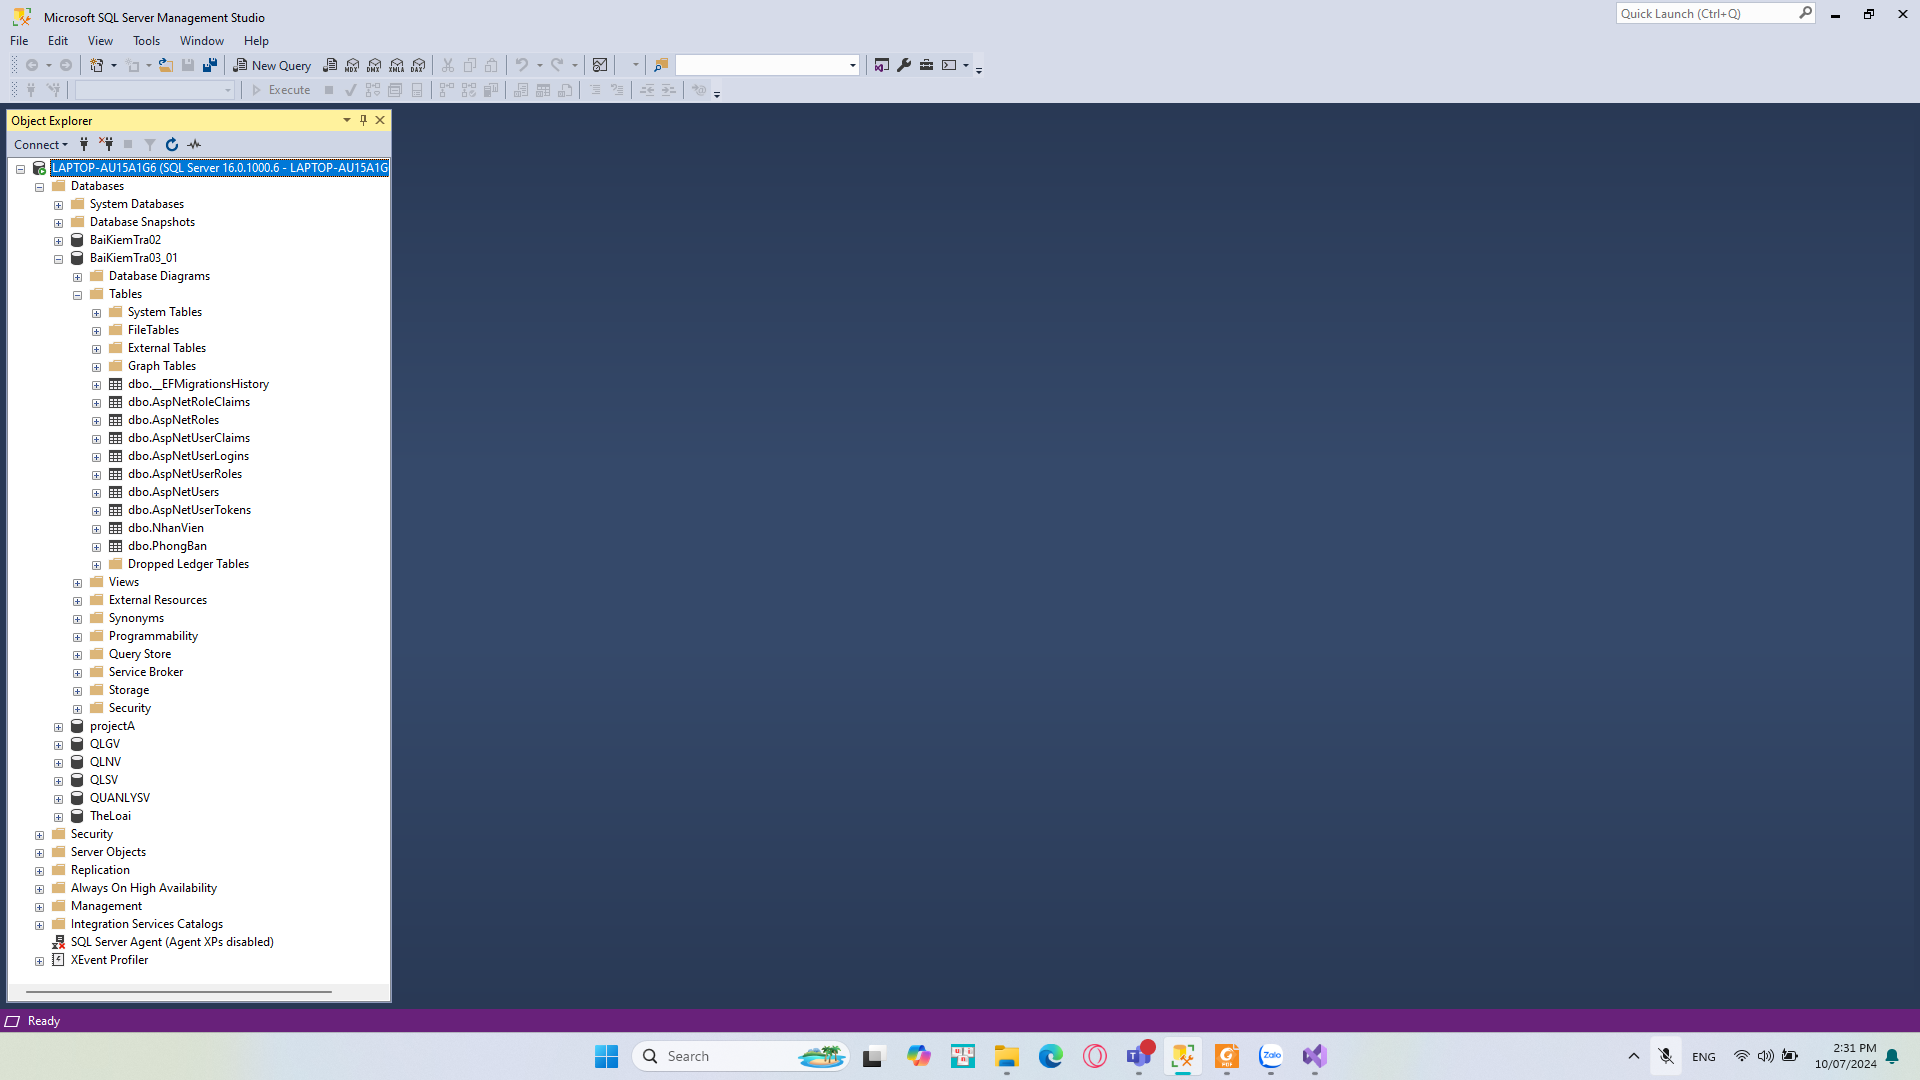 Microsoft SQL Server Management Studio
Quick Launch (Ctrl+Q)
File Edit View Tools Window Help
New Query
MDX DMX XMLA DAX
Execute
Object Explorer
Connect
LAPTOP-AU15A1G6 (SQL Server 16.0.1000.6 - LAPTOP-AU15A1G
Databases
System Databases
Database Snapshots
BaiKiemTra02
BaiKiemTra03_01
Database Diagrams
Tables
System Tables
FileTables
External Tables
Graph Tables
dbo.__EFMigrationsHistory
dbo.AspNetRoleClaims
dbo.AspNetRoles
dbo.AspNetUserClaims
dbo.AspNetUserLogins
dbo.AspNetUserRoles
dbo.AspNetUsers
dbo.AspNetUserTokens
dbo.NhanVien
dbo.PhongBan
Dropped Ledger Tables
Views
External Resources
Synonyms
Programmability
Query Store
Service Broker
Storage
Security
projectA
QLGV
QLNV
QLSV
QUANLYSV
TheLoai
Security
Server Objects
Replication
Always On High Availability
Management
Integration Services Catalogs
SQL Server Agent (Agent XPs disabled)
XEvent Profiler
Ready
Search
Zalo
ENG
2:31 PM
10/07/2024